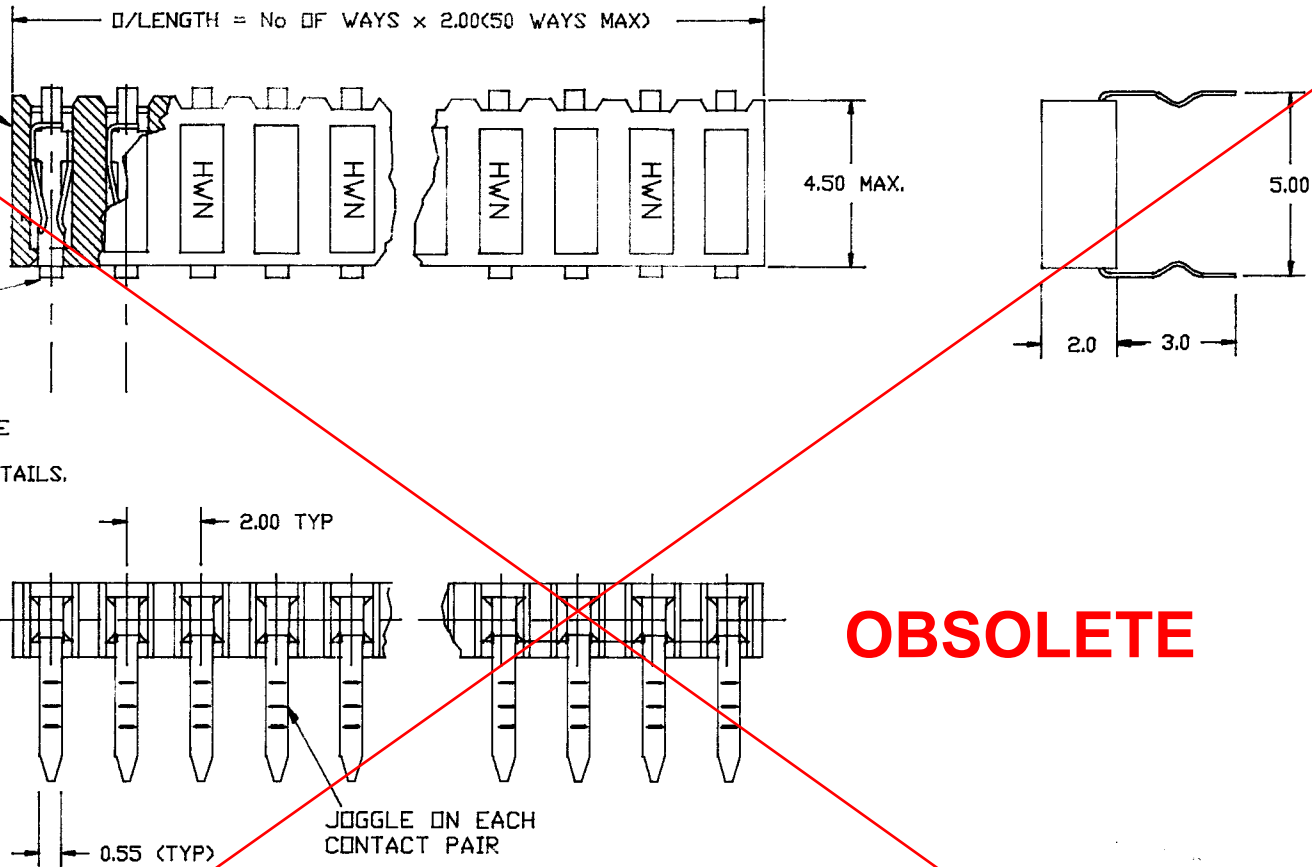 O/LENGTH = No OF WAYS x 2.00(50 WAYS MAX)
HWN
HWN
HWN
HWN
4.50 MAX.
5.00
2.0
3.0
E
TAILS.
2.00 TYP
OBSOLETE
JOGGLE ON EACH
CONTACT PAIR
0.55 (TYP)